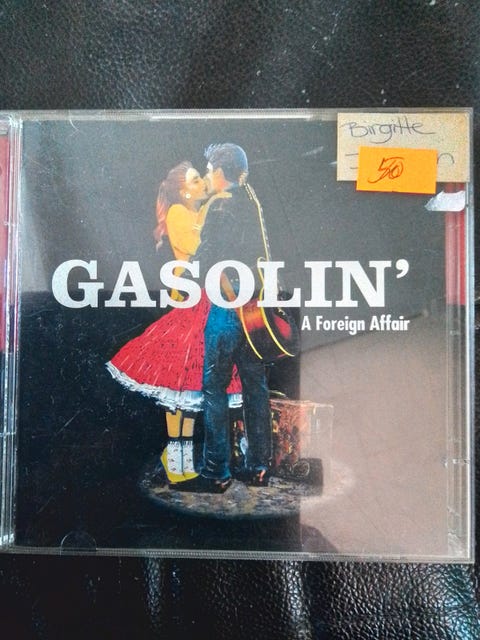 Birgitte
50
GASOLIN'
A Foreign Affair